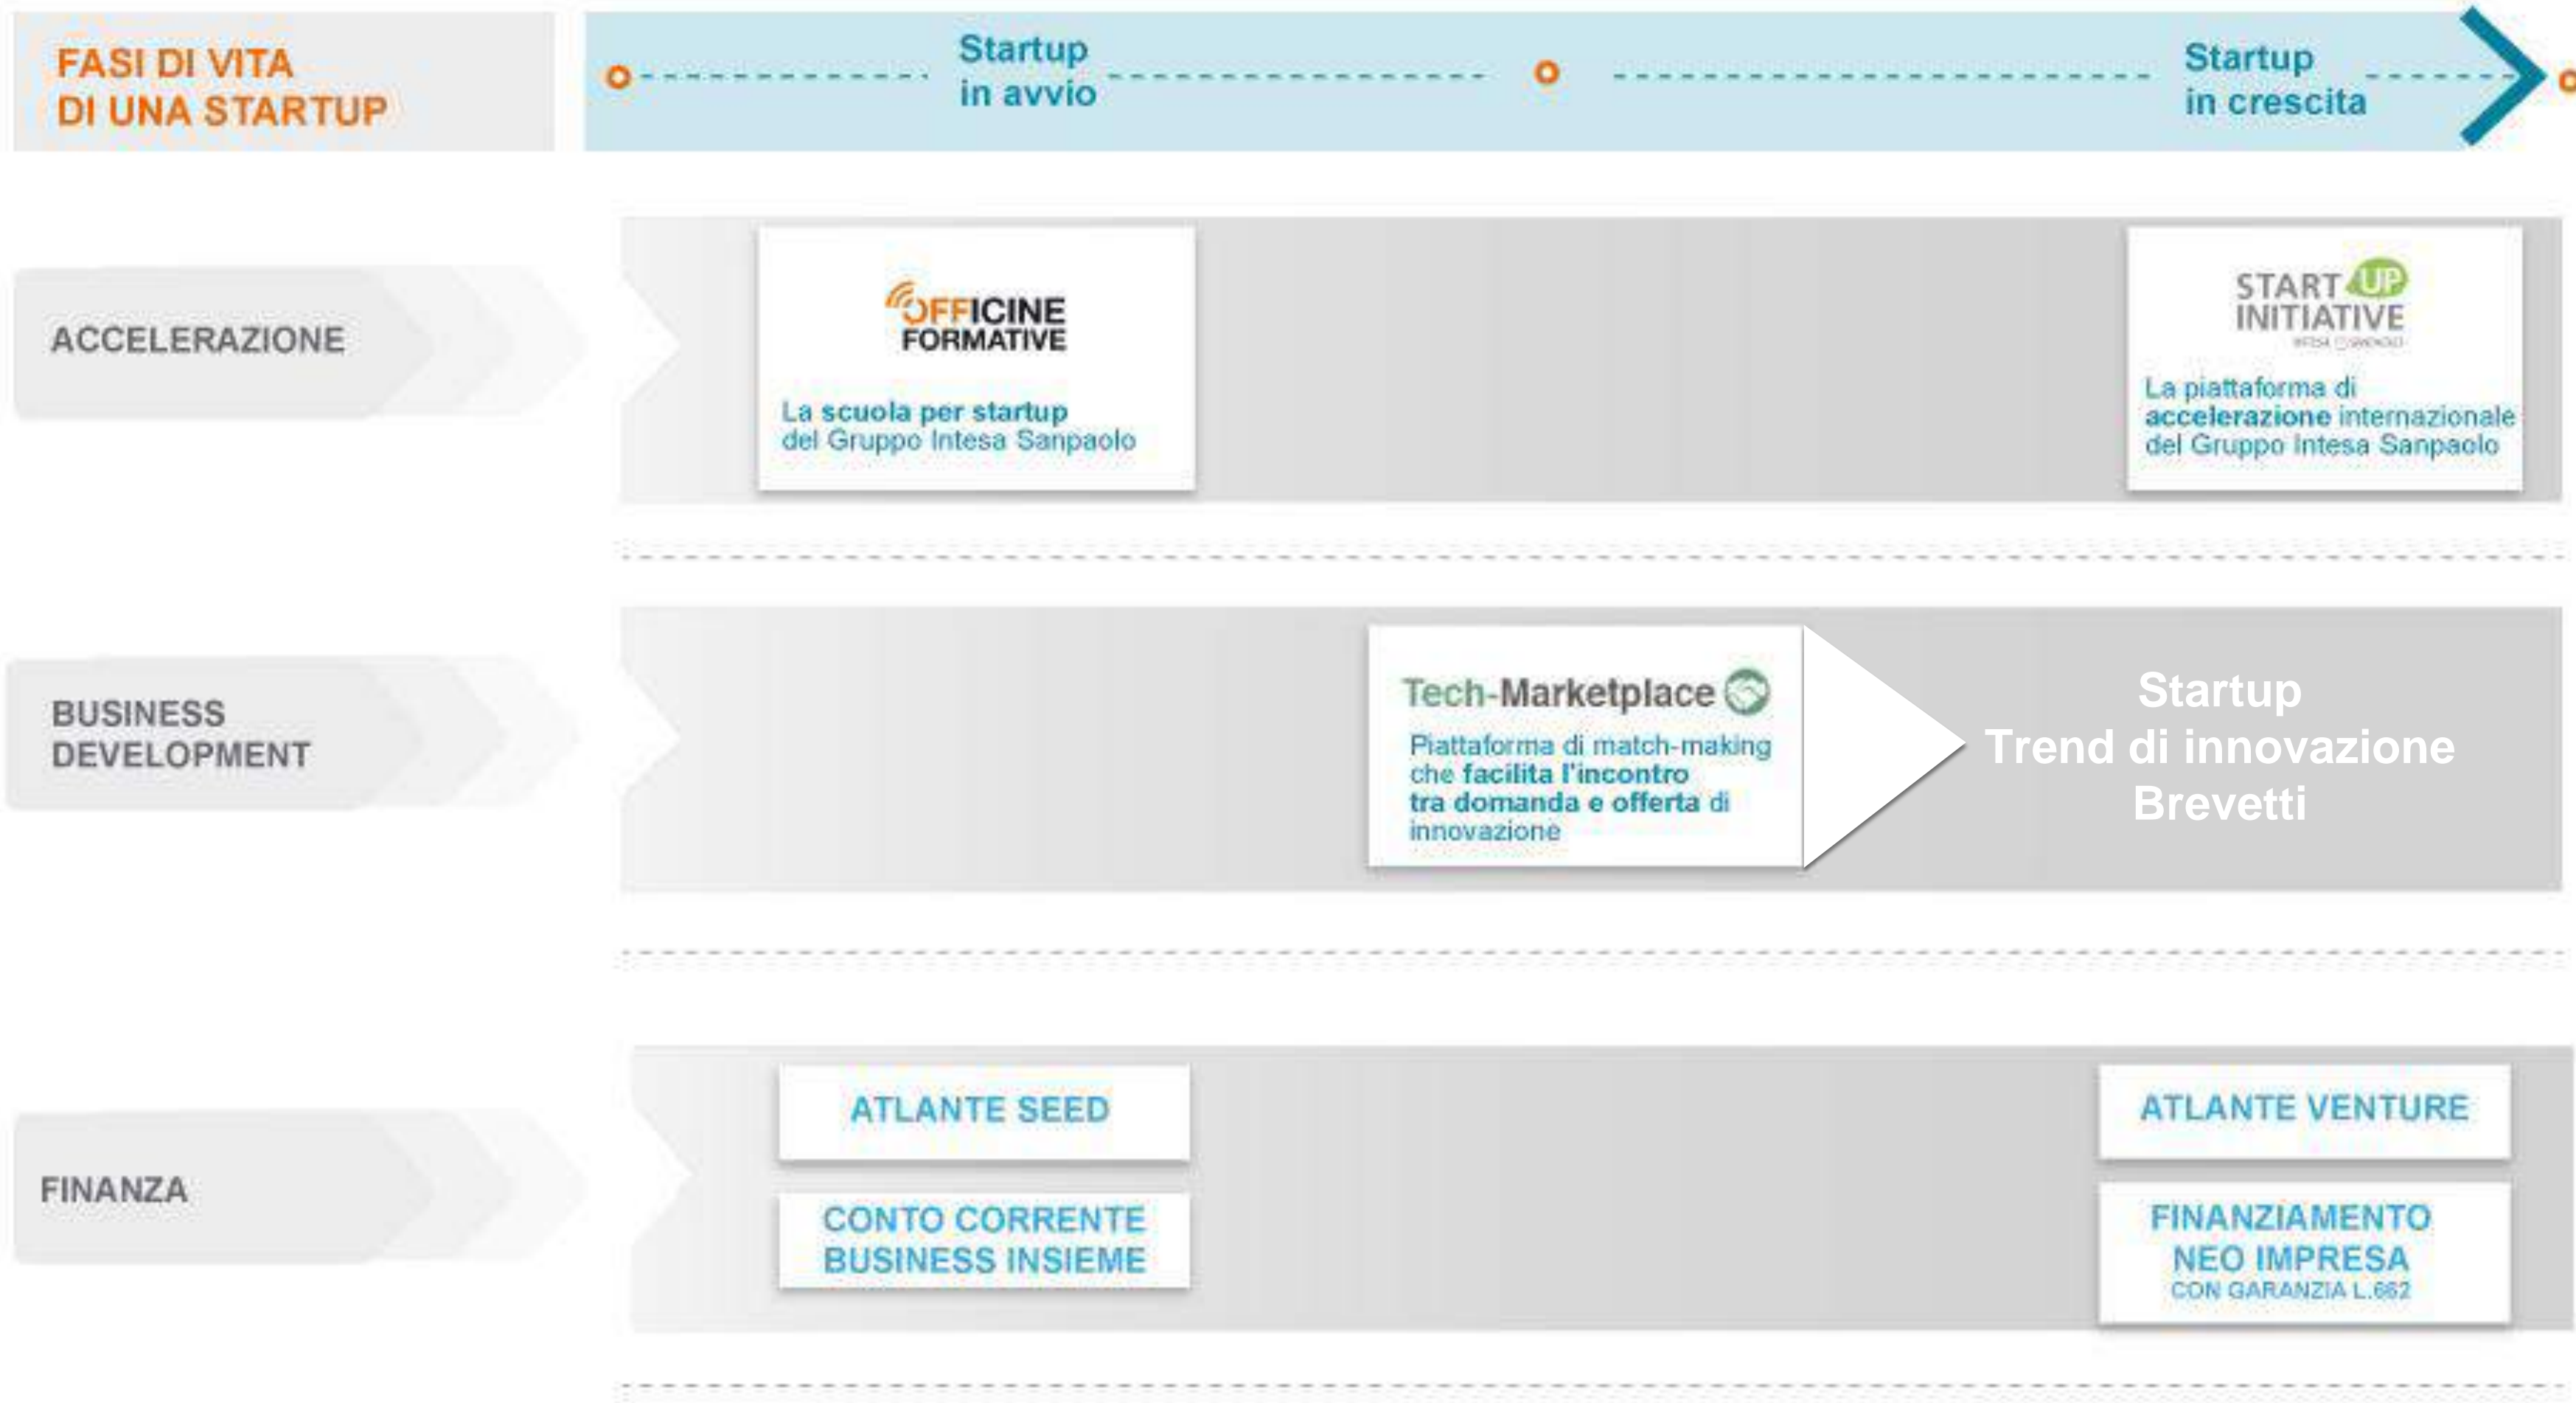 FASI DI VITA
DI UNA STARTUP
Startup
in avvio
Startup
in crescita
ACCELERAZIONE
OFFICINE
FORMATIVE
La scuola per startup
del Gruppo Intesa Sanpaolo
START UP
INITIATIVE
INTESA SANPAOLO
La piattaforma di
accelerazione internazionale
del Gruppo Intesa Sanpaolo
BUSINESS
DEVELOPMENT
Tech-Marketplace
Piattaforma di match-making
che facilita l'incontro
tra domanda e offerta di
innovazione
Startup
Trend di innovazione
Brevetti
FINANZA
ATLANTE SEED
CONTO CORRENTE
BUSINESS INSIEME
ATLANTE VENTURE
FINANZIAMENTO
NEO IMPRESA
CON GARANZIA L.662